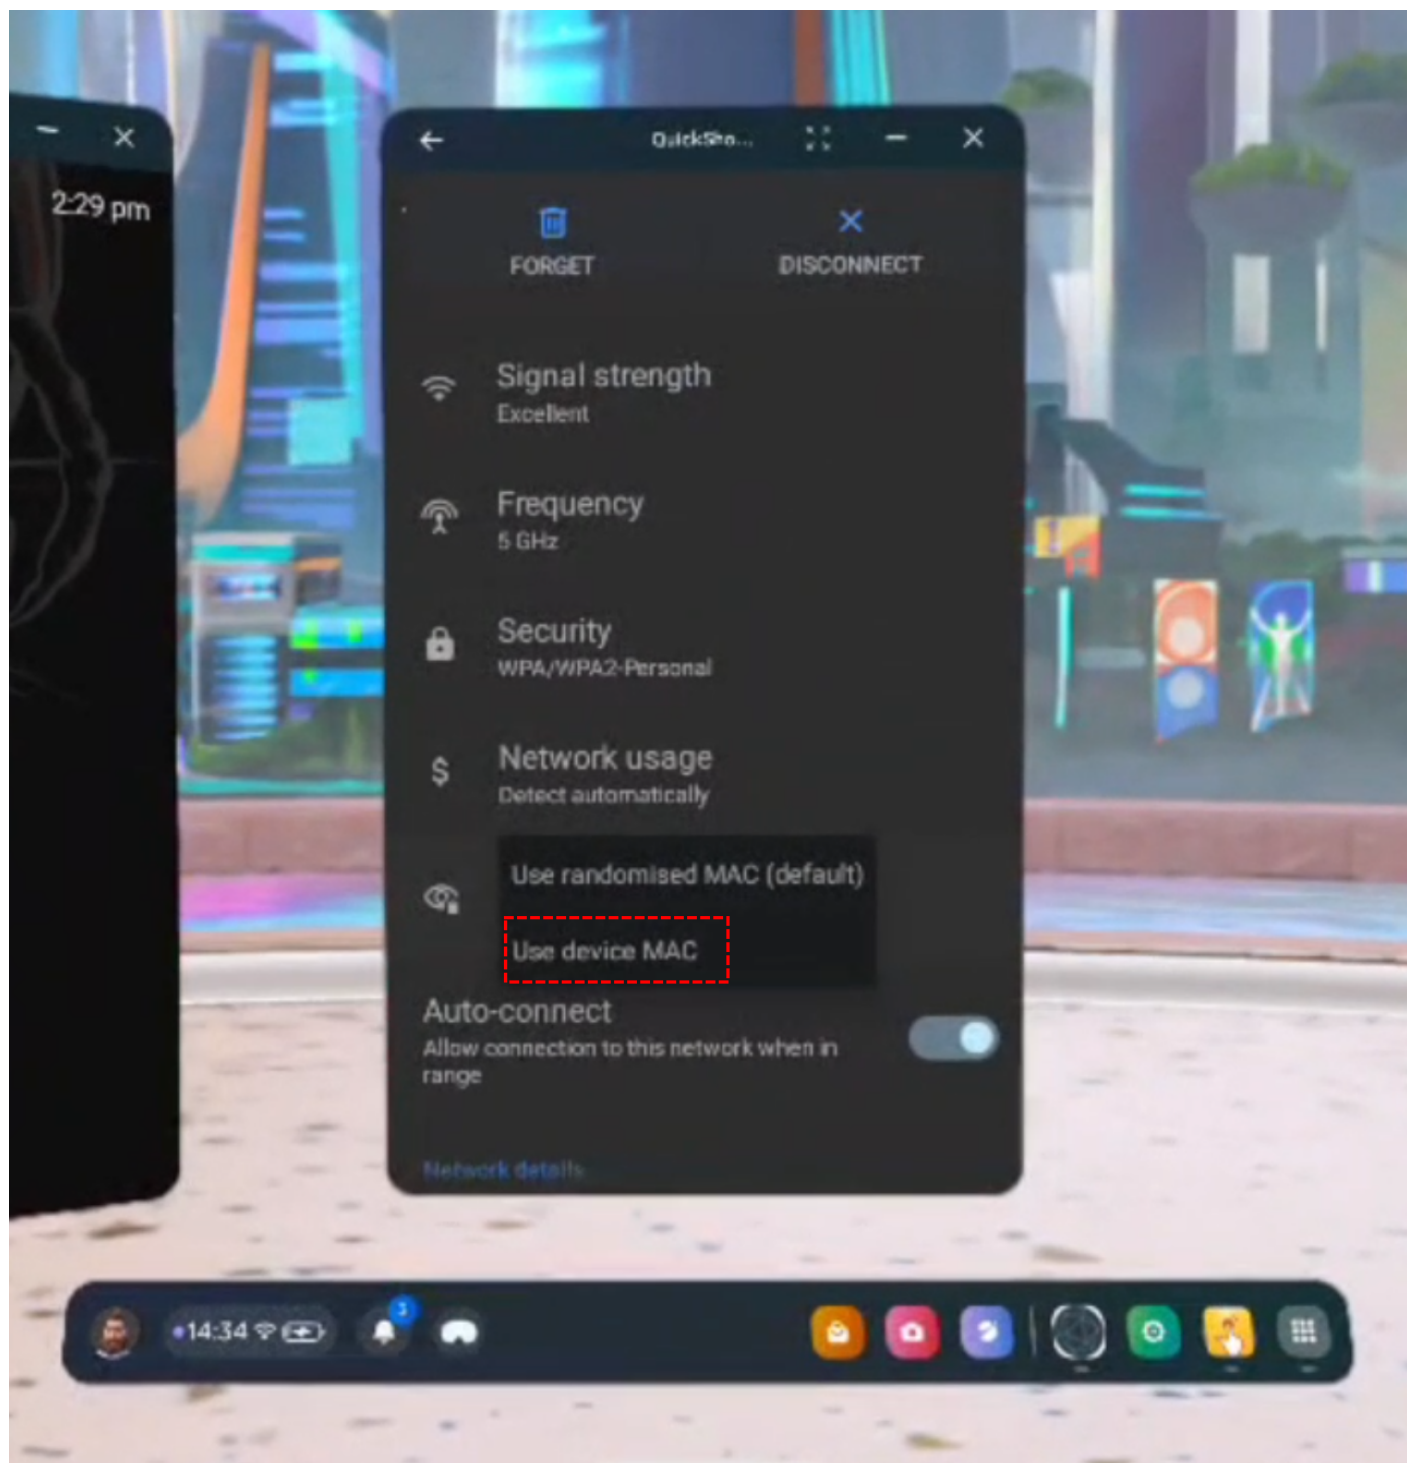 2:29 pm
QuickSho...
FORGET
DISCONNECT
Signal strength
Excellent
Frequency
5 GHz
Security
WPA/WPA2-Personal
Network usage
Detect automatically
Use randomised MAC (default)
Use device MAC
Auto-connect
Allow connection to this network when in
range
Network details
14:34
3